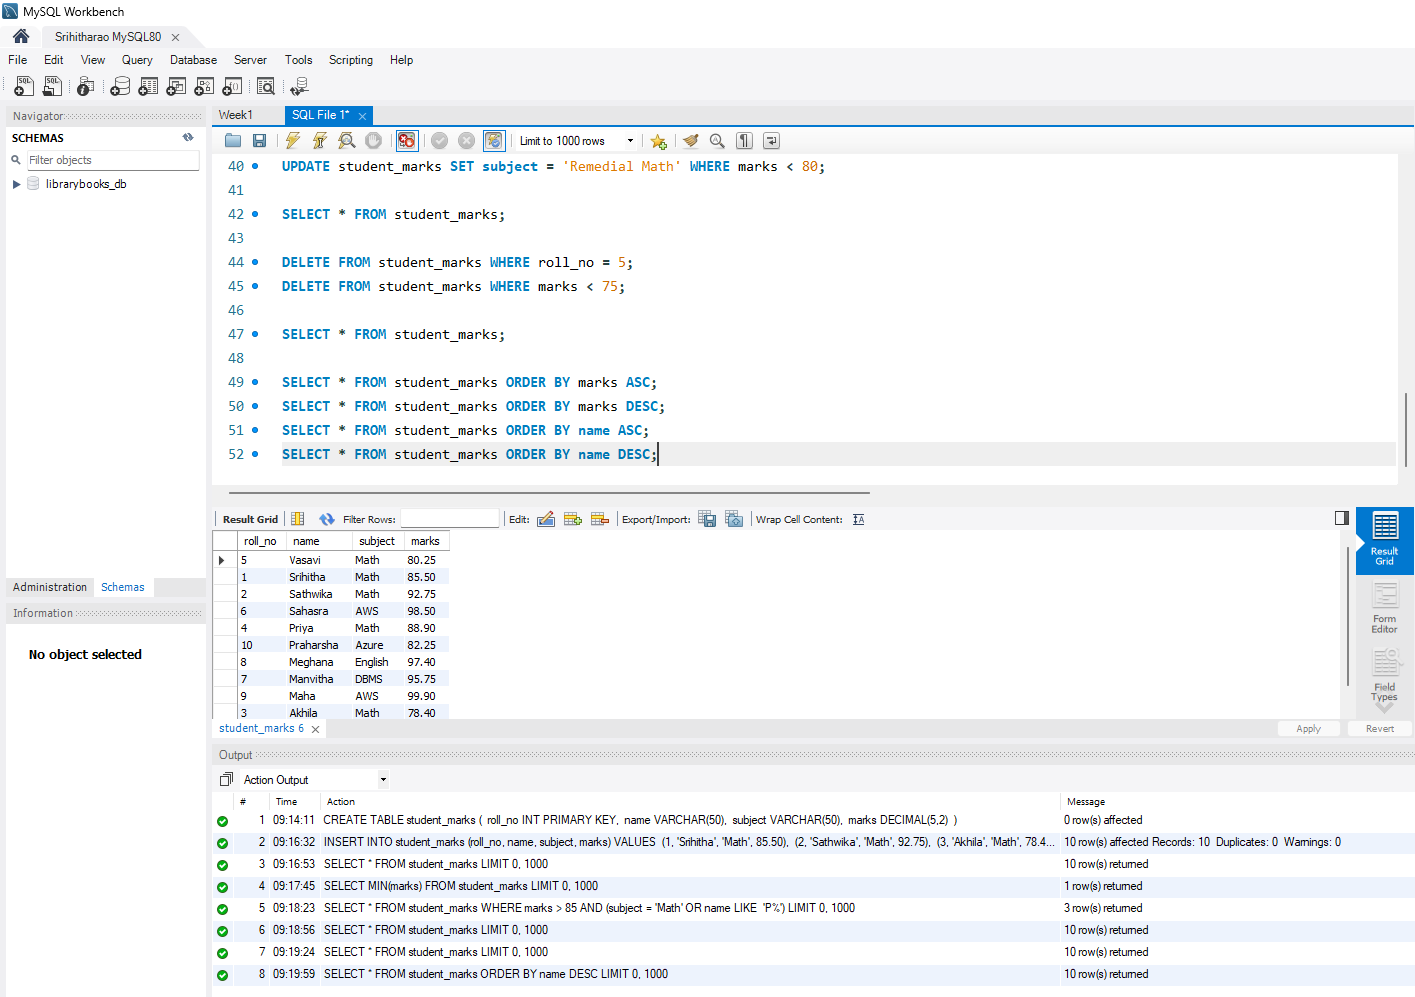 MySQL Workbench
Srihitharao MySQL80
File Edit View Query Database Server Tools Scripting Help
Navigator
SCHEMAS
Filter objects
librarybooks_db
Administration Schemas
Information
No object selected
Week1 SQL File 1*
Limit to 1000 rows
40 UPDATE student_marks SET subject = 'Remedial Math' WHERE marks < 80;
41
42 SELECT * FROM student_marks;
43
44 DELETE FROM student_marks WHERE roll_no = 5;
45 DELETE FROM student_marks WHERE marks < 75;
46
47 SELECT * FROM student_marks;
48
49 SELECT * FROM student_marks ORDER BY marks ASC;
50 SELECT * FROM student_marks ORDER BY marks DESC;
51 SELECT * FROM student_marks ORDER BY name ASC;
52 SELECT * FROM student_marks ORDER BY name DESC;
Result Grid Filter Rows: Edit: Export/Import: Wrap Cell Content:
roll_no name subject marks
5 Vasavi Math 80.25
1 Srihitha Math 85.50
2 Sathwika Math 92.75
6 Sahasra AWS 98.50
4 Priya Math 88.90
10 Praharsha Azure 82.25
8 Meghana English 97.40
7 Manvitha DBMS 95.75
9 Maha AWS 99.90
3 Akhila Math 78.40
Result
Grid
Form
Editor
Field
Types
student_marks 6
Apply Revert
Output
Action Output
# Time Action Message
1 09:14:11 CREATE TABLE student_marks ( roll_no INT PRIMARY KEY, name VARCHAR(50), subject VARCHAR(50), marks DECIMAL(5,2) ) 0 row(s) affected
2 09:16:32 INSERT INTO student_marks (roll_no, name, subject, marks) VALUES (1, 'Srihitha', 'Math', 85.50), (2, 'Sathwika', 'Math', 92.75), (3, 'Akhila', 'Math', 78.4... 10 row(s) affected Records: 10 Duplicates: 0 Warnings: 0
3 09:16:53 SELECT * FROM student_marks LIMIT 0, 1000 10 row(s) returned
4 09:17:45 SELECT MIN(marks) FROM student_marks LIMIT 0, 1000 1 row(s) returned
5 09:18:23 SELECT * FROM student_marks WHERE marks > 85 AND (subject = 'Math' OR name LIKE 'P%') LIMIT 0, 1000 3 row(s) returned
6 09:18:56 SELECT * FROM student_marks LIMIT 0, 1000 10 row(s) returned
7 09:19:24 SELECT * FROM student_marks LIMIT 0, 1000 10 row(s) returned
8 09:19:59 SELECT * FROM student_marks ORDER BY name DESC LIMIT 0, 1000 10 row(s) returned